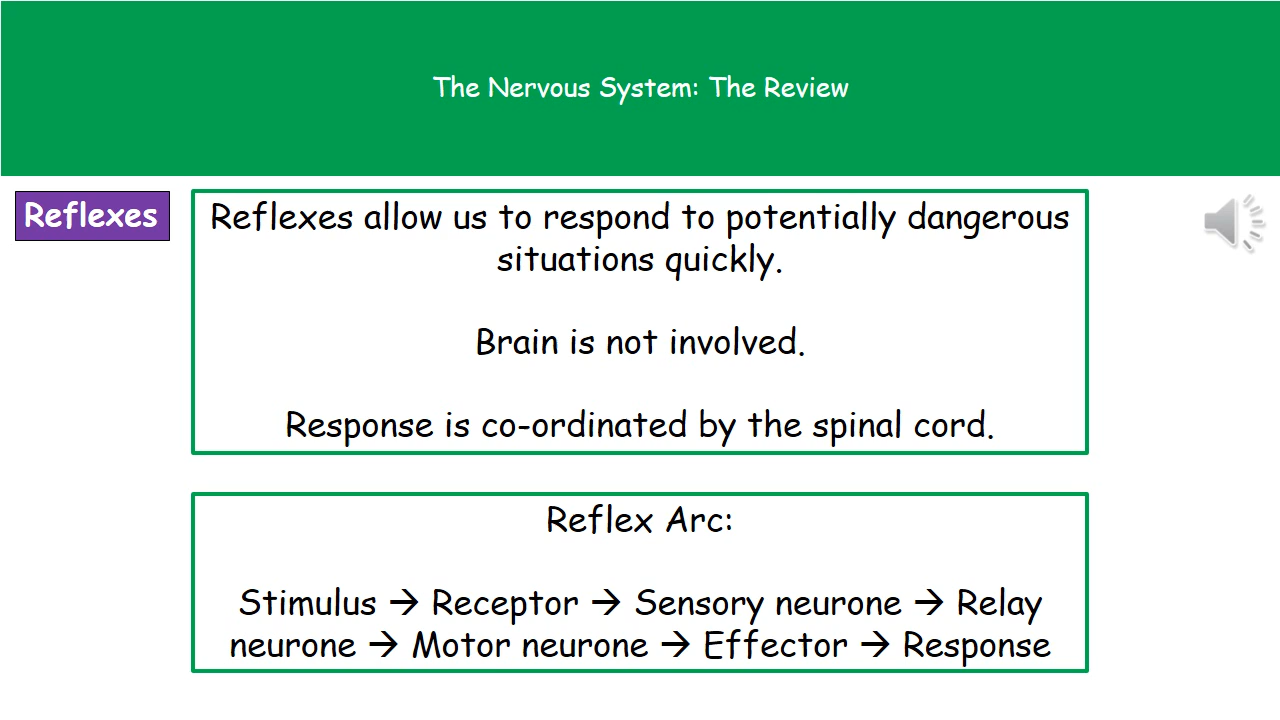 The Nervous System: The Review
Reflexes
Reflexes allow us to respond to potentially dangerous
situations quickly.
Brain is not involved.
Response is co-ordinated by the spinal cord.
Reflex Arc:
Stimulus → Receptor → Sensory neurone → Relay
neurone → Motor neurone → Effector → Response